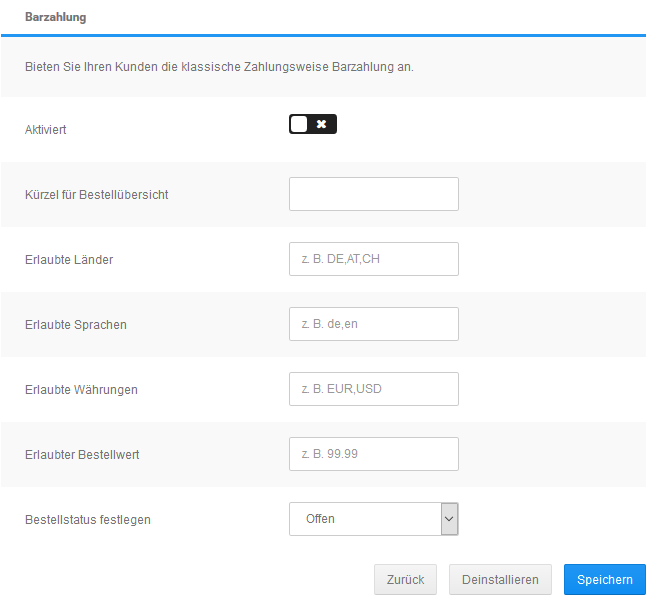 Barzahlung
Bieten Sie Ihren Kunden die klassische Zahlungsweise Barzahlung an.
Aktiviert
Kürzel für Bestellübersicht
Erlaubte Länder
z. B. DE,AT,CH
Erlaubte Sprachen
z. B. de,en
Erlaubte Währungen
z. B. EUR,USD
Erlaubter Bestellwert
z. B. 99.99
Bestellstatus festlegen
Offen
Zurück
Deinstallieren
Speichern